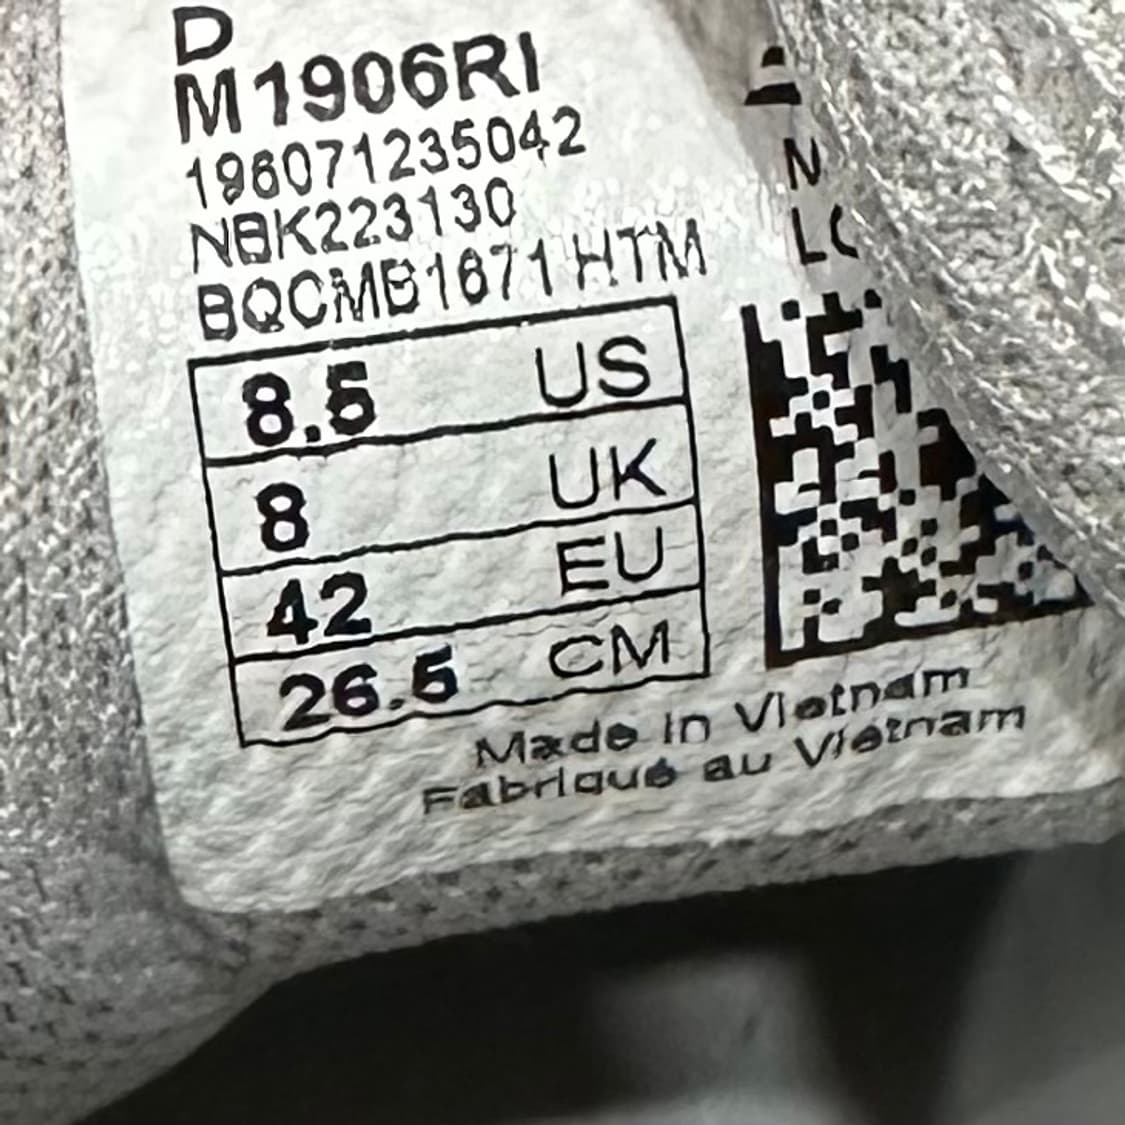 D
M1906RI
196071235042
NBK223130
BQCMB1671 HTM
8.5 US
8 UK
42 EU
26.5 CM
N
Made in Vietnam
Fabriqué au Vietnam